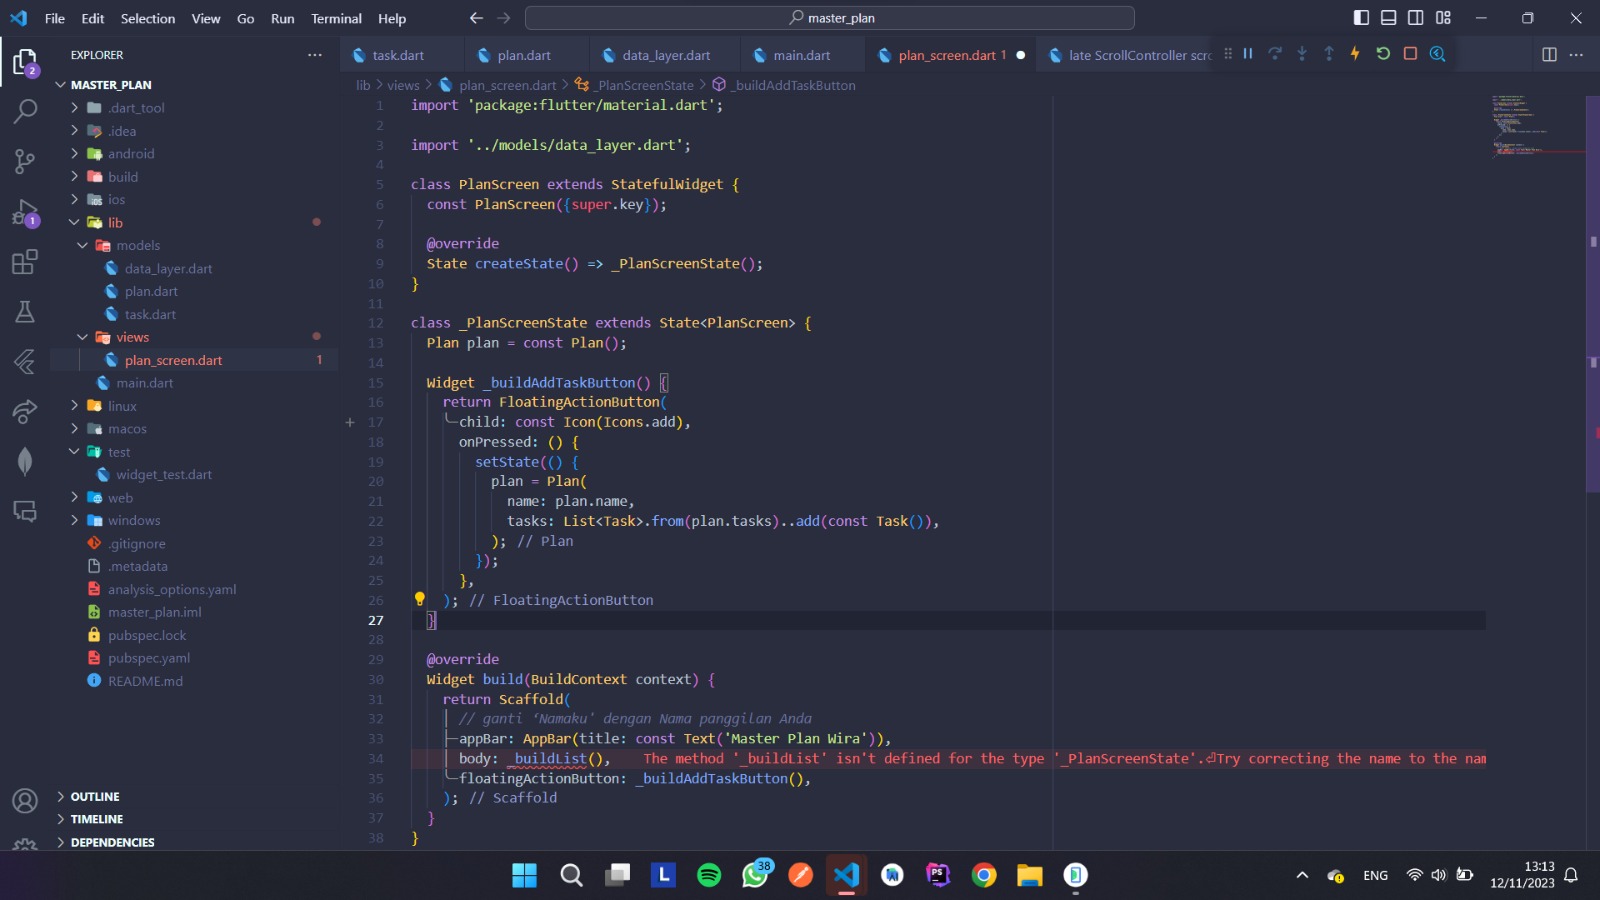 File Edit Selection View Go Run Terminal Help
master_plan
EXPLORER
task.dart
plan.dart
data_layer.dart
main.dart
plan_screen.dart 1
late ScrollController scro
lib > views > plan_screen.dart > _PlanScreenState > _buildAddTaskButton
2
1
MASTER_PLAN
.dart_tool
.idea
android
build
ios
lib
models
data_layer.dart
plan.dart
task.dart
views
plan_screen.dart 1
main.dart
linux
macos
test
widget_test.dart
web
windows
.gitignore
.metadata
analysis_options.yaml
master_plan.iml
pubspec.lock
pubspec.yaml
README.md
OUTLINE
TIMELINE
DEPENDENCIES
1 import 'package:flutter/material.dart';
2
3 import '../models/data_layer.dart';
4
5 class PlanScreen extends StatefulWidget {
6 const PlanScreen({super.key});
7
8 @override
9 State createState() => _PlanScreenState();
10 }
11
12 class _PlanScreenState extends State<PlanScreen> {
13 Plan plan = const Plan();
14
15 Widget _buildAddTaskButton() {
16 return FloatingActionButton(
17 child: const Icon(Icons.add),
18 onPressed: () {
19 setState(() {
20 plan = Plan(
21 name: plan.name,
22 tasks: List<Task>.from(plan.tasks)..add(const Task()),
23 ); // Plan
24 });
25 },
26 ); // FloatingActionButton
27 }
28
29 @override
30 Widget build(BuildContext context) {
31 return Scaffold(
32 // ganti ‘Namaku' dengan Nama panggilan Anda
33 appBar: AppBar(title: const Text('Master Plan Wira')),
34 body: _buildList(), The method '_buildList' isn't defined for the type '_PlanScreenState'.⏎Try correcting the name to the nam
35 floatingActionButton: _buildAddTaskButton(),
36 ); // Scaffold
37 }
38 }
L
38
PS
ENG
13:13
12/11/2023